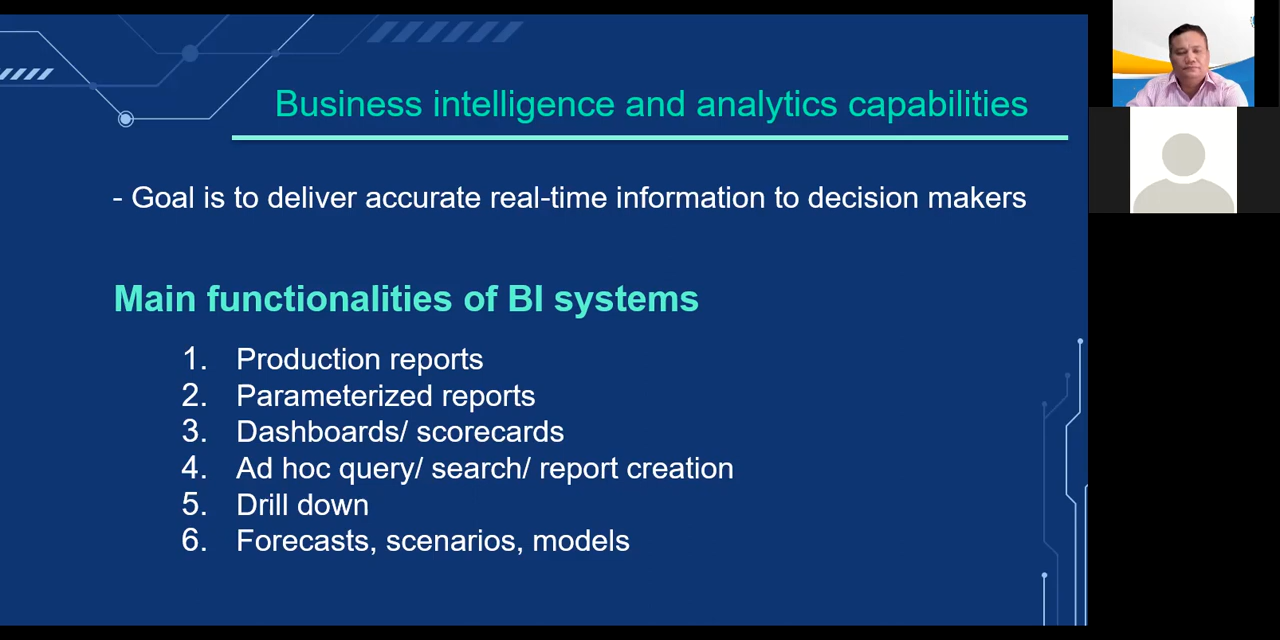 Business intelligence and analytics capabilities
- Goal is to deliver accurate real-time information to decision makers
Main functionalities of BI systems
1. Production reports
2. Parameterized reports
3. Dashboards/ scorecards
4. Ad hoc query/ search/ report creation
5. Drill down
6. Forecasts, scenarios, models